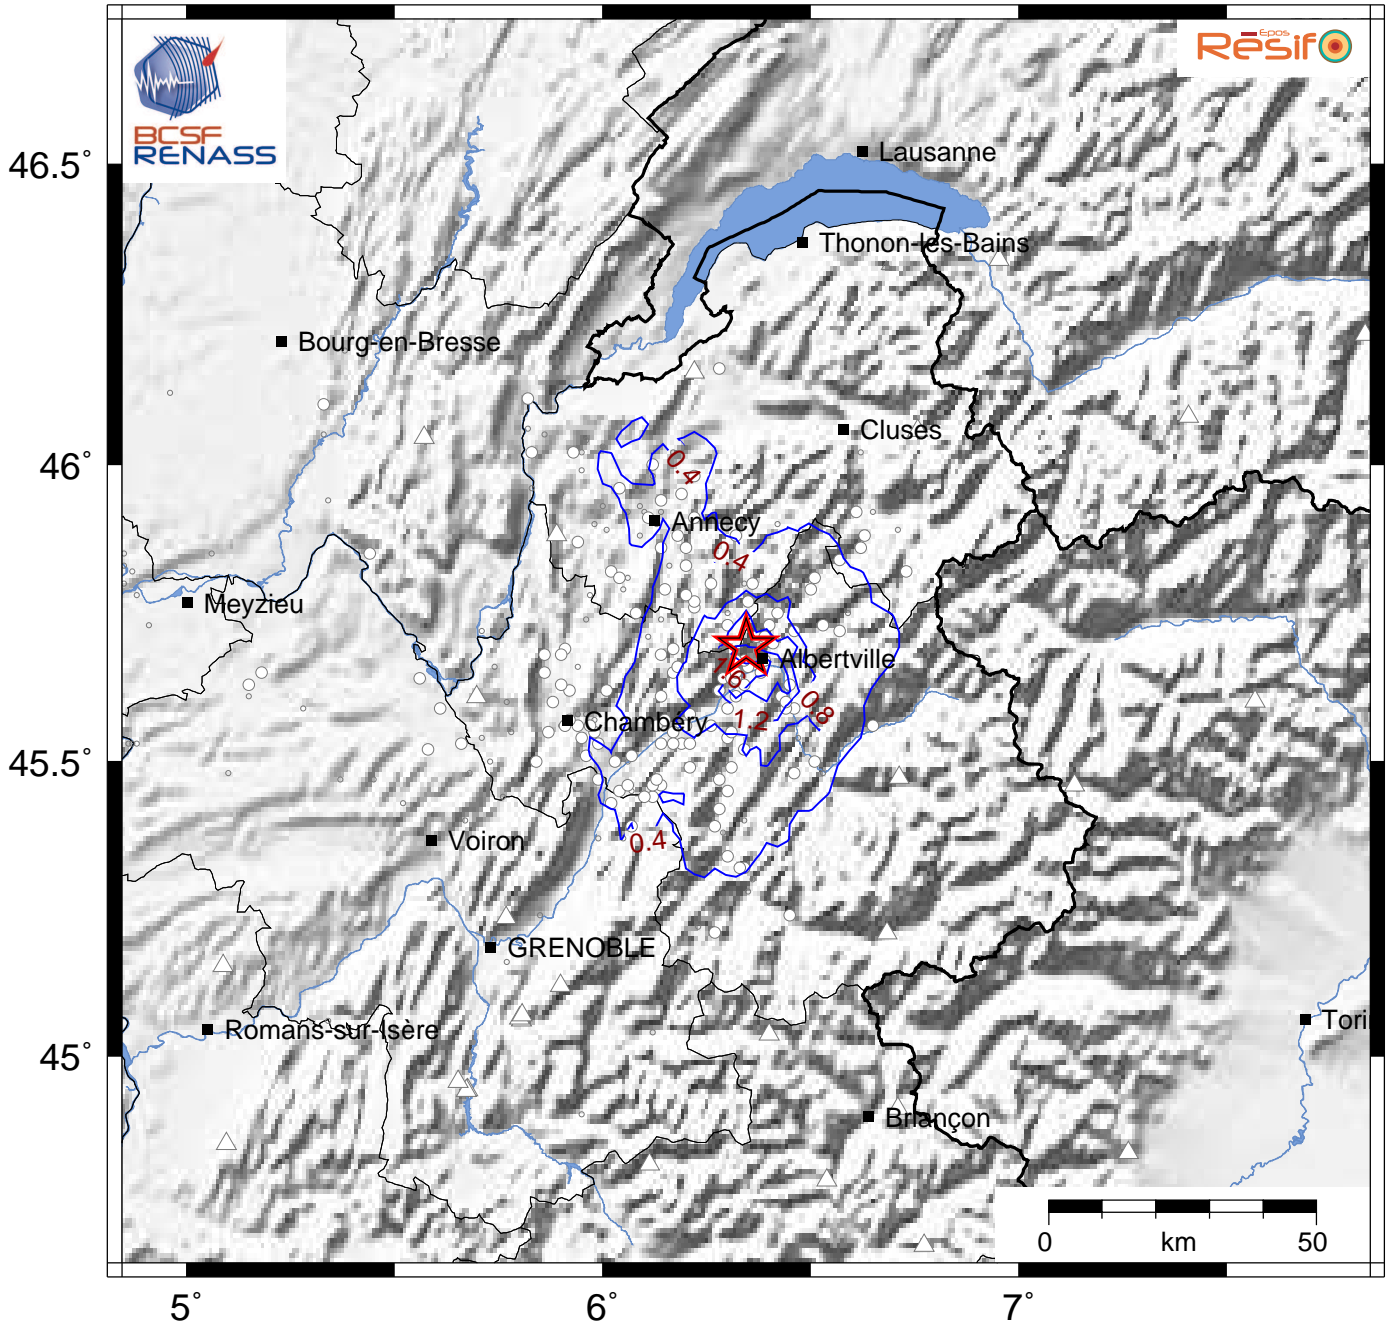 BCSF
RENASS
Epos
Résif
46.5°
Lausanne
Thonon-les-Bains
Bourg-en-Bresse
Cluses
46°
0.4
Annecy
0.4
Meyzieu
Albertville
1.6
0.8
1.2
Chambéry
45.5°
Voiron
0.4
GRENOBLE
Romans-sur-Isère
Tori
45°
Briançon
0 km 50
5° 6° 7°